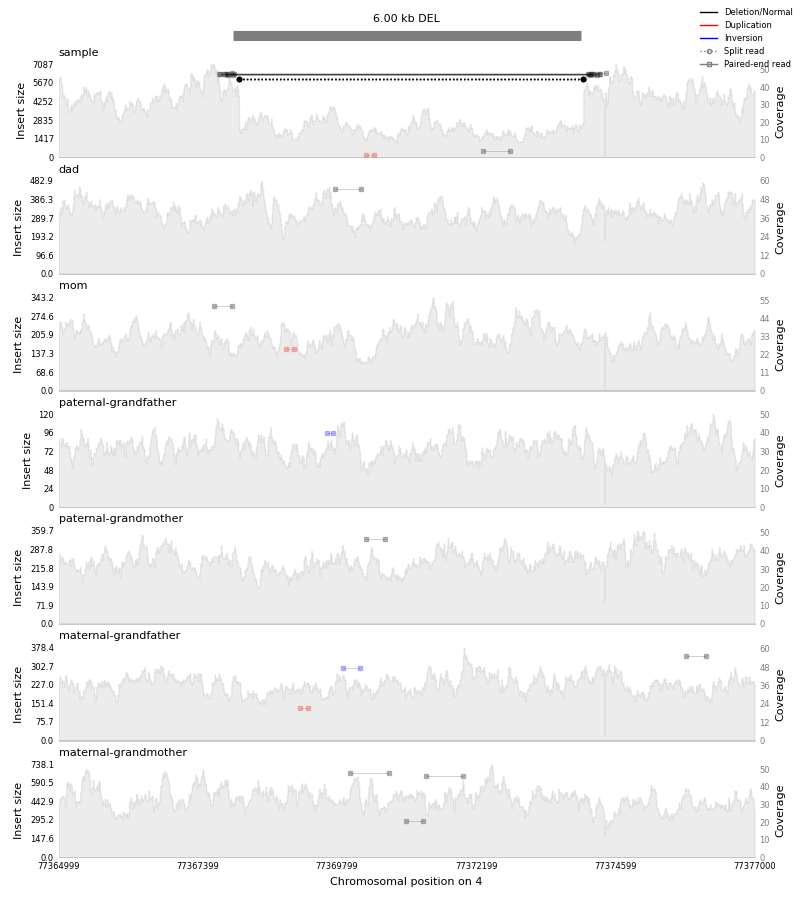 6.00 kb DEL
Deletion/Normal
Duplication
Inversion
Split read
Paired-end read
sample
7087
5670
4252
2835
1417
0
Insert size
50
40
30
20
10
0
Coverage
dad
482.9
386.3
289.7
193.2
96.6
0.0
Insert size
60
48
36
24
12
0
Coverage
mom
343.2
274.6
205.9
137.3
68.6
0.0
Insert size
55
44
33
22
11
0
Coverage
paternal-grandfather
120
96
72
48
24
0
Insert size
50
40
30
20
10
0
Coverage
paternal-grandmother
359.7
287.8
215.8
143.9
71.9
0.0
Insert size
50
40
30
20
10
0
Coverage
maternal-grandfather
378.4
302.7
227.0
151.4
75.7
0.0
Insert size
60
48
36
24
12
0
Coverage
maternal-grandmother
738.1
590.5
442.9
295.2
147.6
0.0
Insert size
50
40
30
20
10
0
Coverage
77364999 77367399 77369799 77372199 77374599 77377000
Chromosomal position on 4